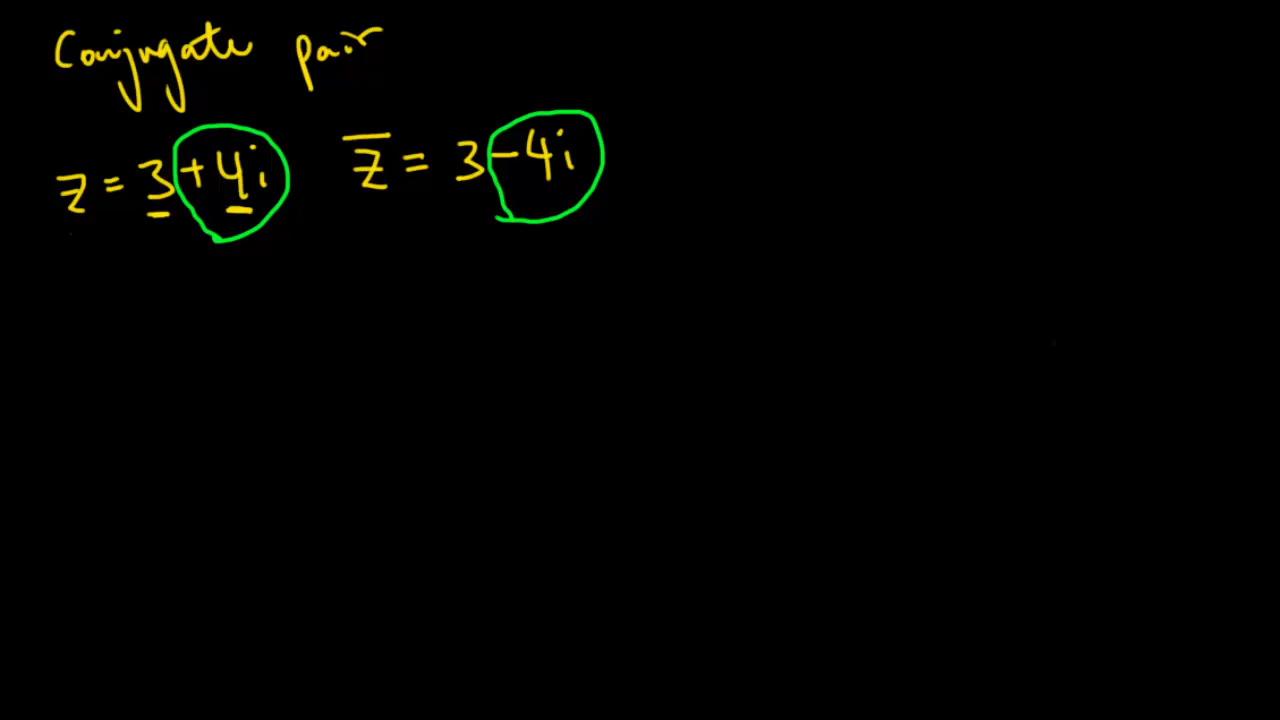 Conjugate pair
z = 3 + 4i z̅ = 3 - 4i